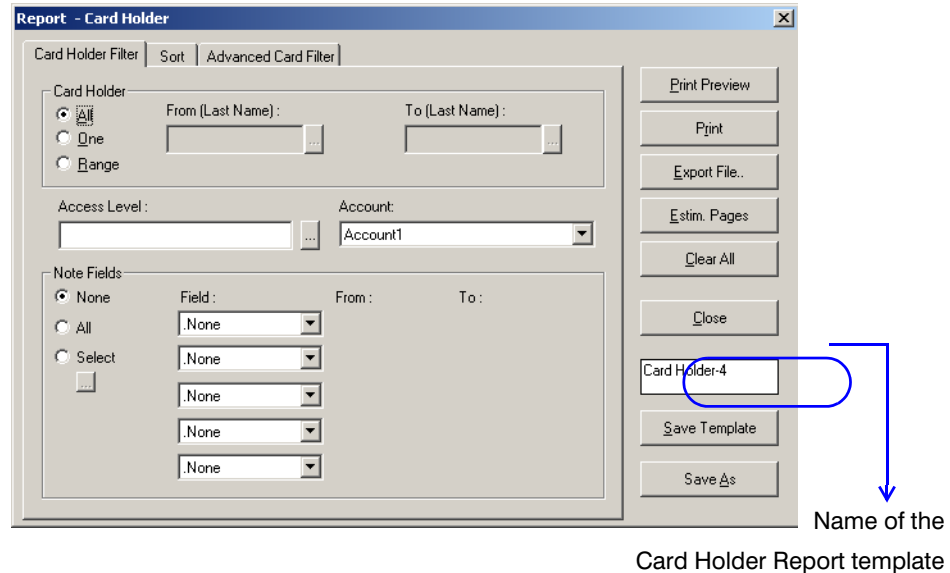 Report - Card Holder
Card Holder Filter Sort Advanced Card Filter
Card Holder
All From (Last Name) : To (Last Name) :
One ... ...
Range
Access Level : Account:
... Account1
Note Fields
None Field : From : To :
All .None
Select .None
...
.None
.None
.None
Print Preview
Print
Export File..
Estim. Pages
Clear All
Close
Card Holder-4
Save Template
Save As
Name of the
Card Holder Report template